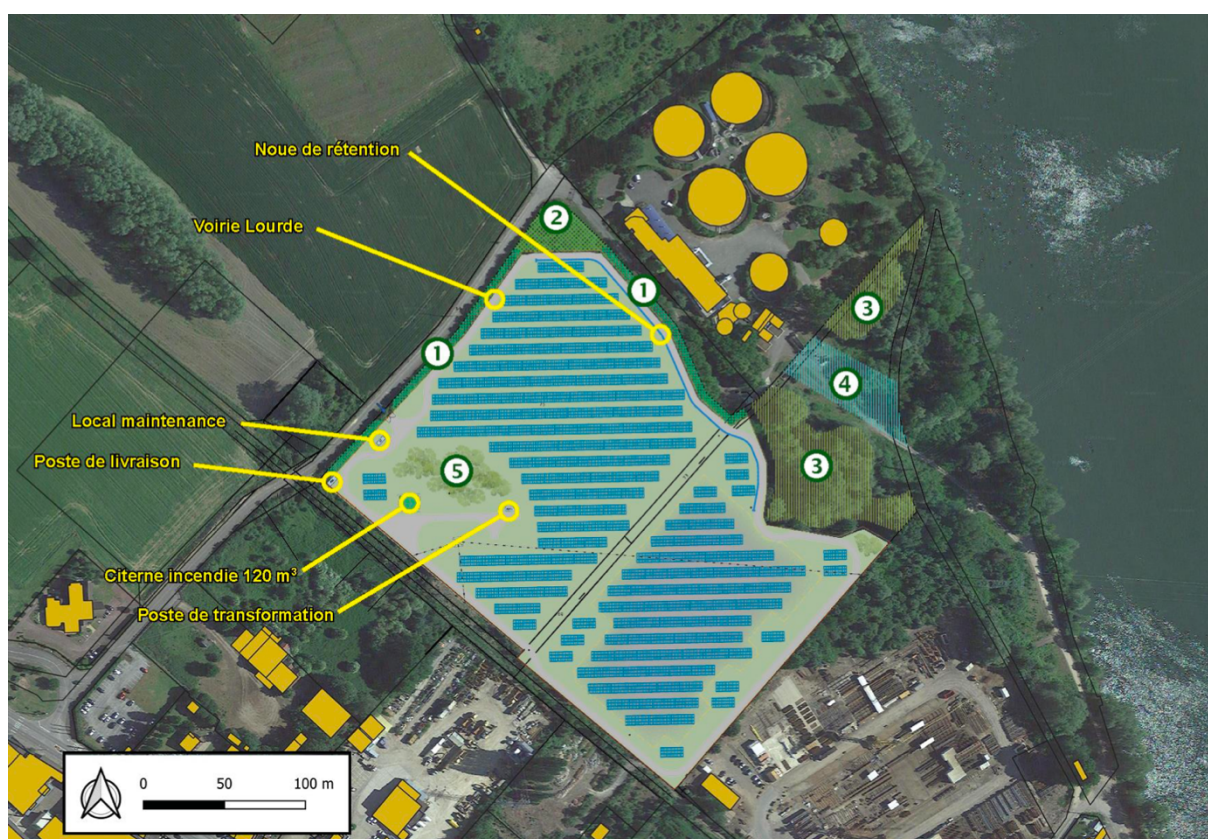 Noue de rétention
Voirie Lourde
2
1
3
1
4
Local maintenance
Poste de livraison
5
3
Citerne incendie 120 m³
Poste de transformation
0 50 100 m